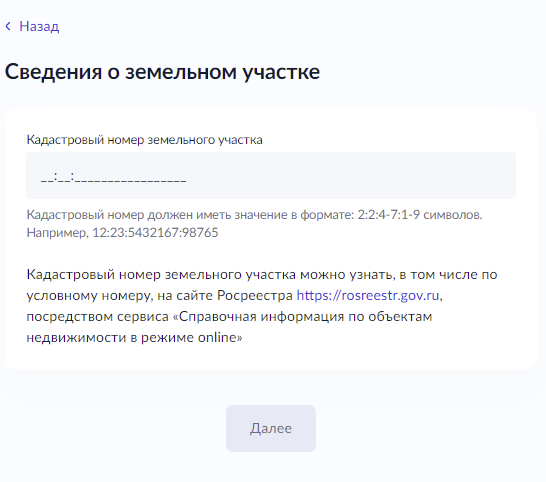 Назад
Сведения о земельном участке
Кадастровый номер земельного участка
__:__:_________________
Кадастровый номер должен иметь значение в формате: 2:2:4-7:1-9 символов.
Например, 12:23:5432167:98765
Кадастровый номер земельного участка можно узнать, в том числе по
условному номеру, на сайте Росреестра https://rosreestr.gov.ru,
посредством сервиса «Справочная информация по объектам
недвижимости в режиме online»
Далее